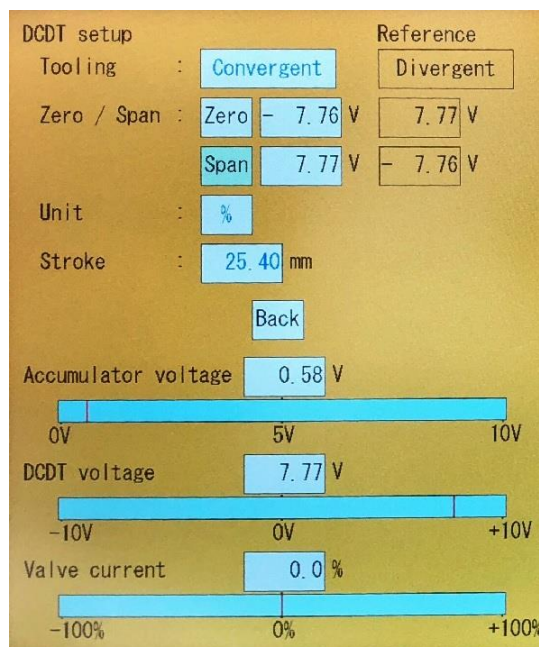 DCDT setup Reference
Tooling : Convergent Divergent
Zero / Span : Zero - 7.76 V 7.77 V
Span 7.77 V - 7.76 V
Unit : %
Stroke : 25.40 mm
Back
Accumulator voltage 0.58 V
0V 5V 10V
DCDT voltage 7.77 V
-10V 0V +10V
Valve current 0.0 %
-100% 0% +100%